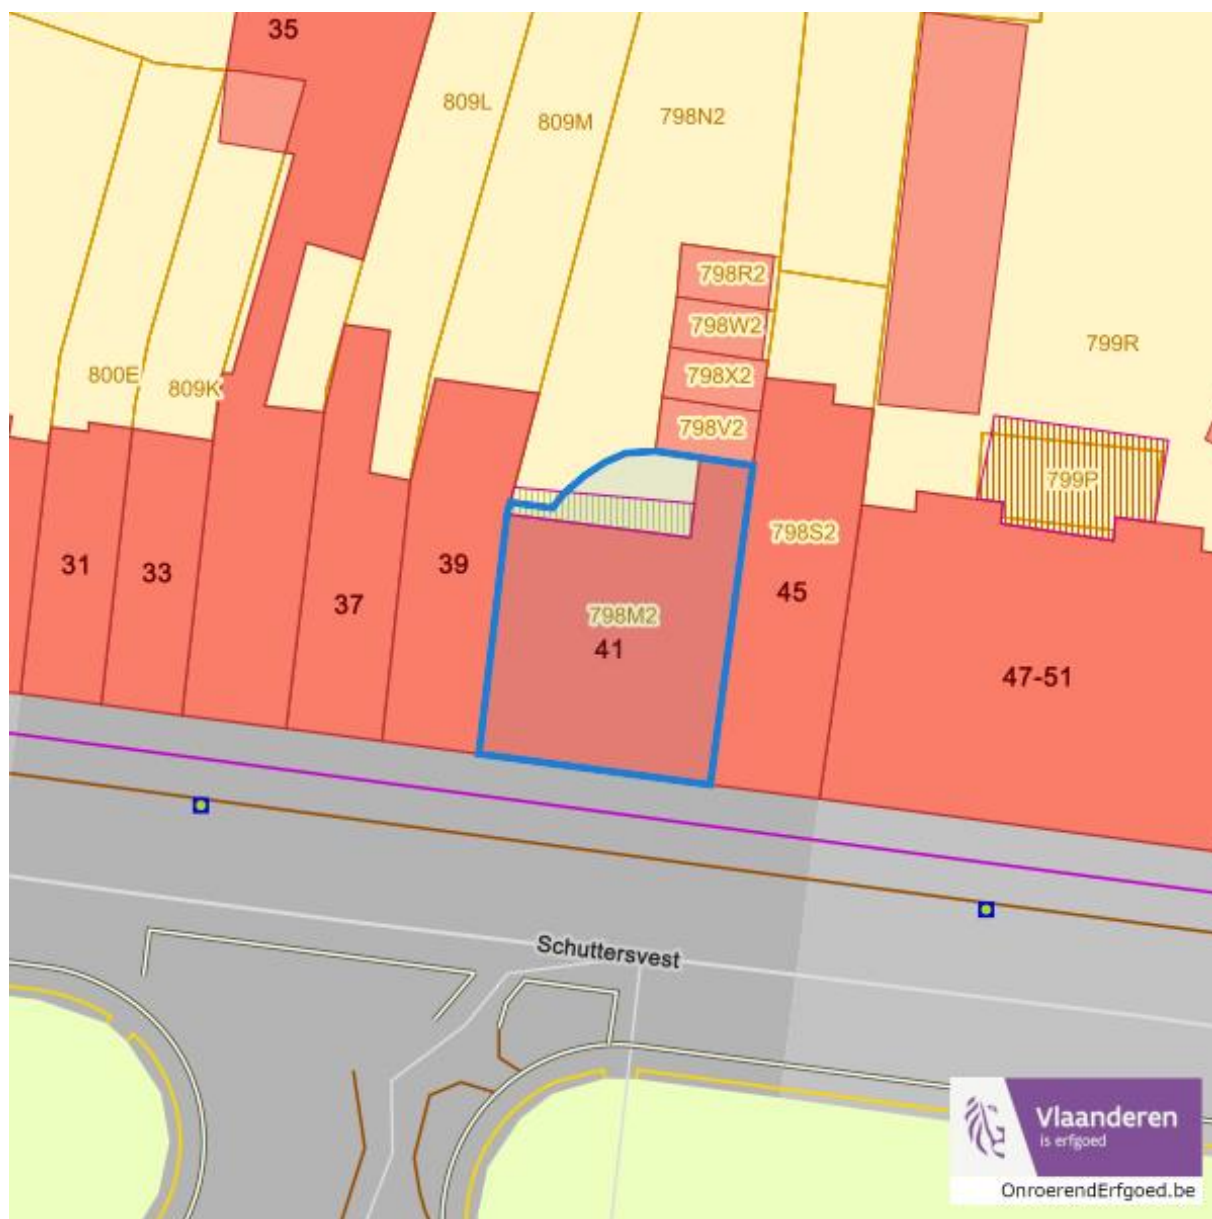 35
809L
809M
798N2
798R2
798W2
798X2
798V2
799R
800E
809K
799P
798S2
31
33
37
39
798M2
41
45
47-51
Schuttersvest
Vlaanderen
is erfgoed
OnroerendErfgoed.be